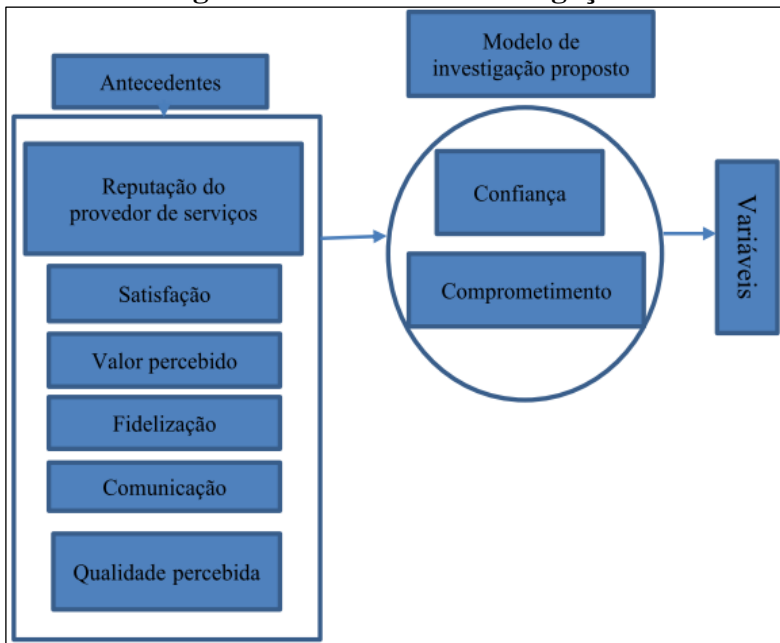 Modelo de
investigação proposto
Antecedentes
Reputação do
provedor de serviços
Satisfação
Valor percebido
Fidelização
Comunicação
Qualidade percebida
Confiança
Comprometimento
Variáveis